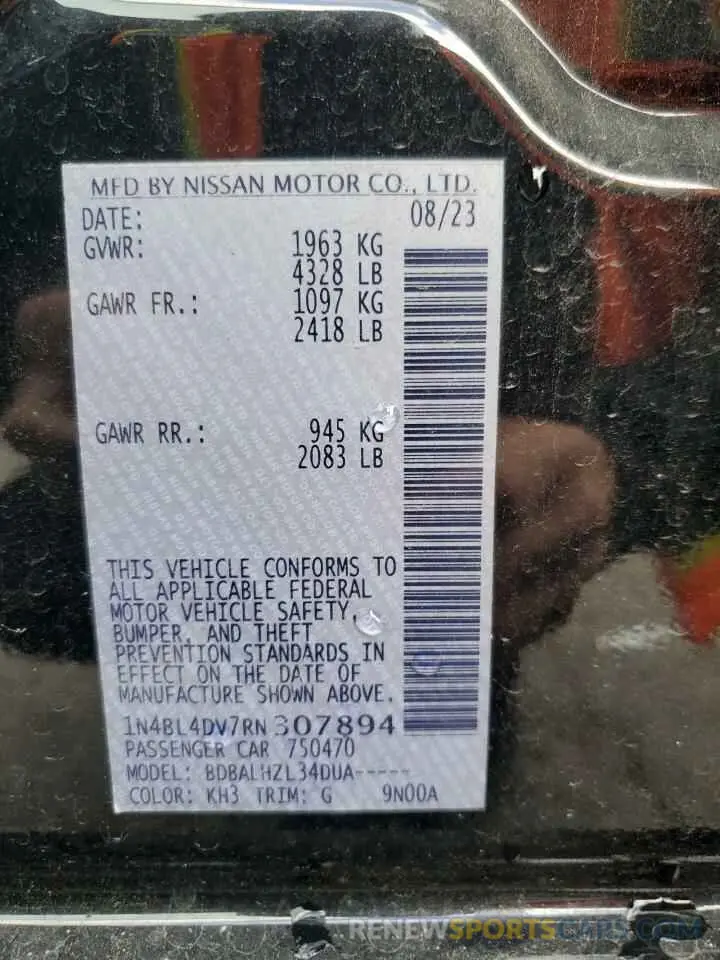 MFD BY NISSAN MOTOR CO., LTD.
DATE: 08/23
GVWR: 1963 KG
4328 LB
GAWR FR.: 1097 KG
2418 LB
GAWR RR.: 945 KG
2083 LB
THIS VEHICLE CONFORMS TO
ALL APPLICABLE FEDERAL
MOTOR VEHICLE SAFETY,
BUMPER, AND THEFT
PREVENTION STANDARDS IN
EFFECT ON THE DATE OF
MANUFACTURE SHOWN ABOVE.
1N4BL4DV7RN307894
PASSENGER CAR 750470
MODEL: BDBALHZL34DUA-----
COLOR: KH3 TRIM: G 9N00A
RENEWSPORTSCARS.COM